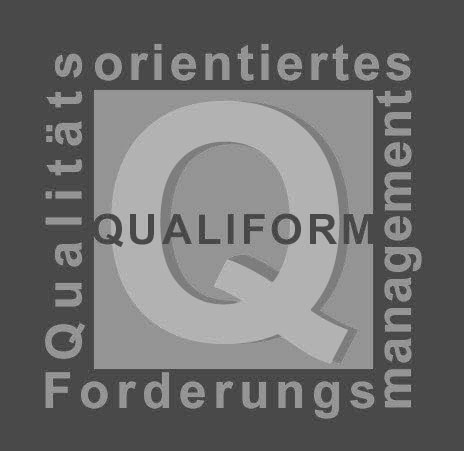 Qualitäts
orientiertes
Q
QUALIFORM
Forderungs
management